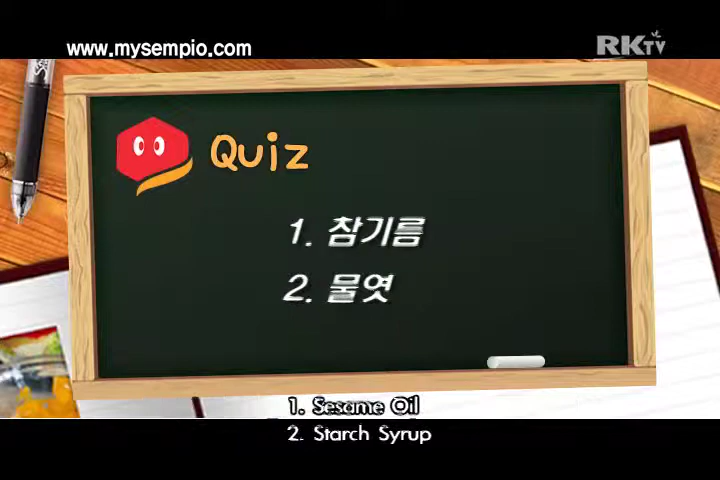 www.mysempio.com
RKTV
Quiz
1. 참기름
2. 물엿
1. Sesame Oil
2. Starch Syrup